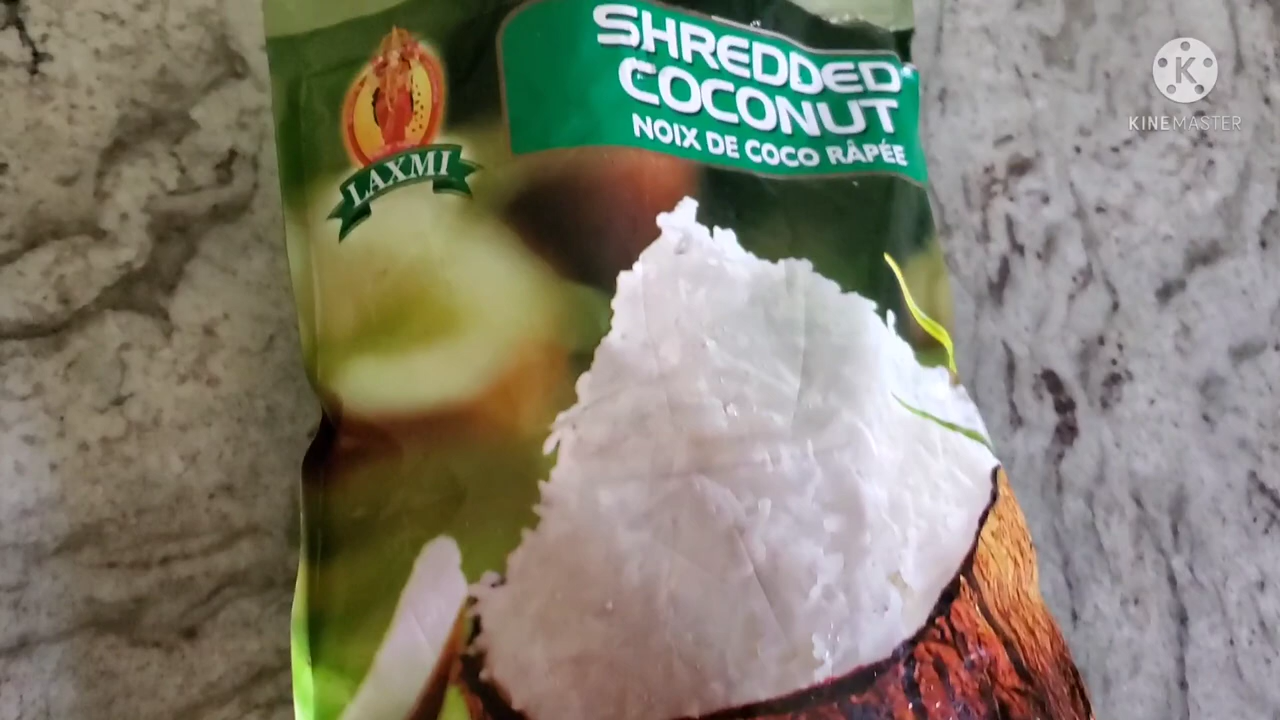 SHREDDED
COCONUT
NOIX DE COCO RÂPÉE
LAXMI
K
KINEMASTER